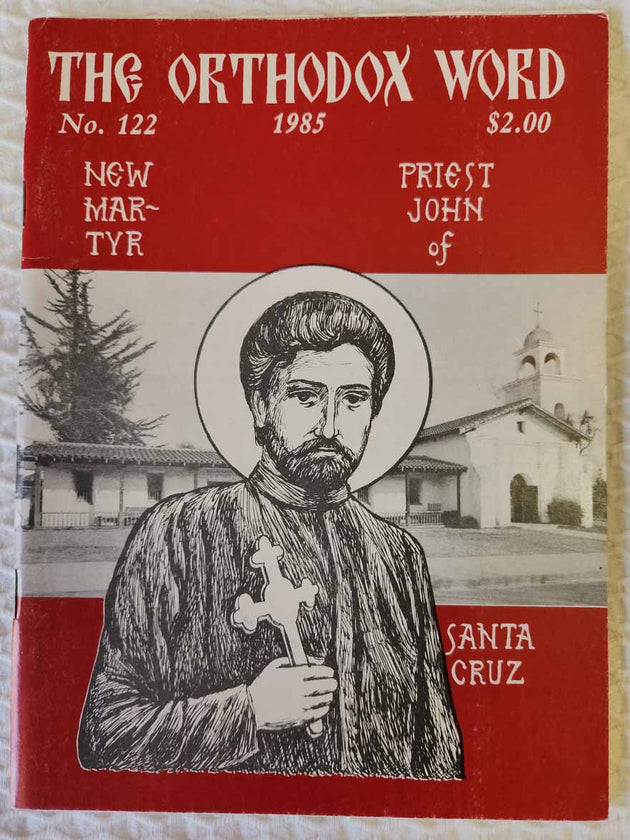 THE ORTHODOX WORD
No. 122 1985 $2.00
NEW PRIEST
MAR~ JOHN
TYR of
SANTA
CRUZ